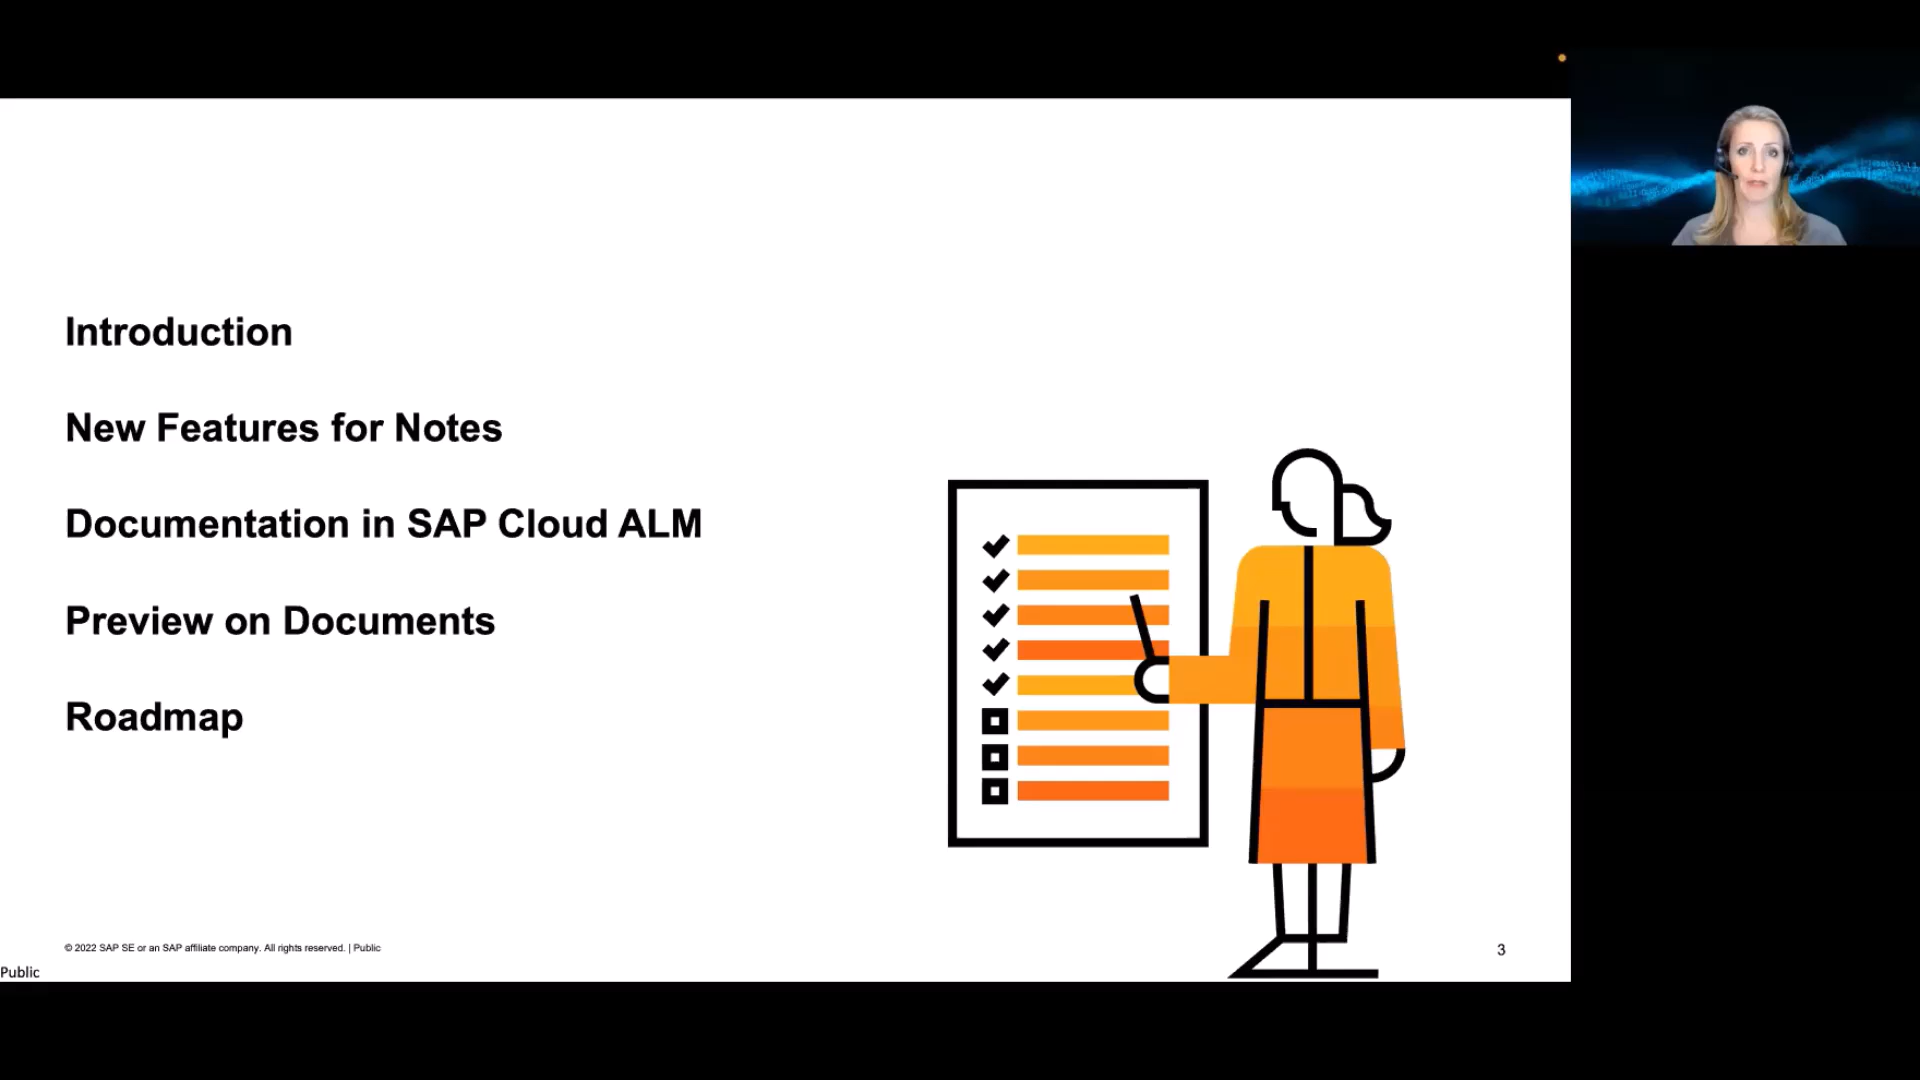 Introduction
New Features for Notes
Documentation in SAP Cloud ALM
Preview on Documents
Roadmap
© 2022 SAP SE or an SAP affiliate company. All rights reserved. | Public
3
Public